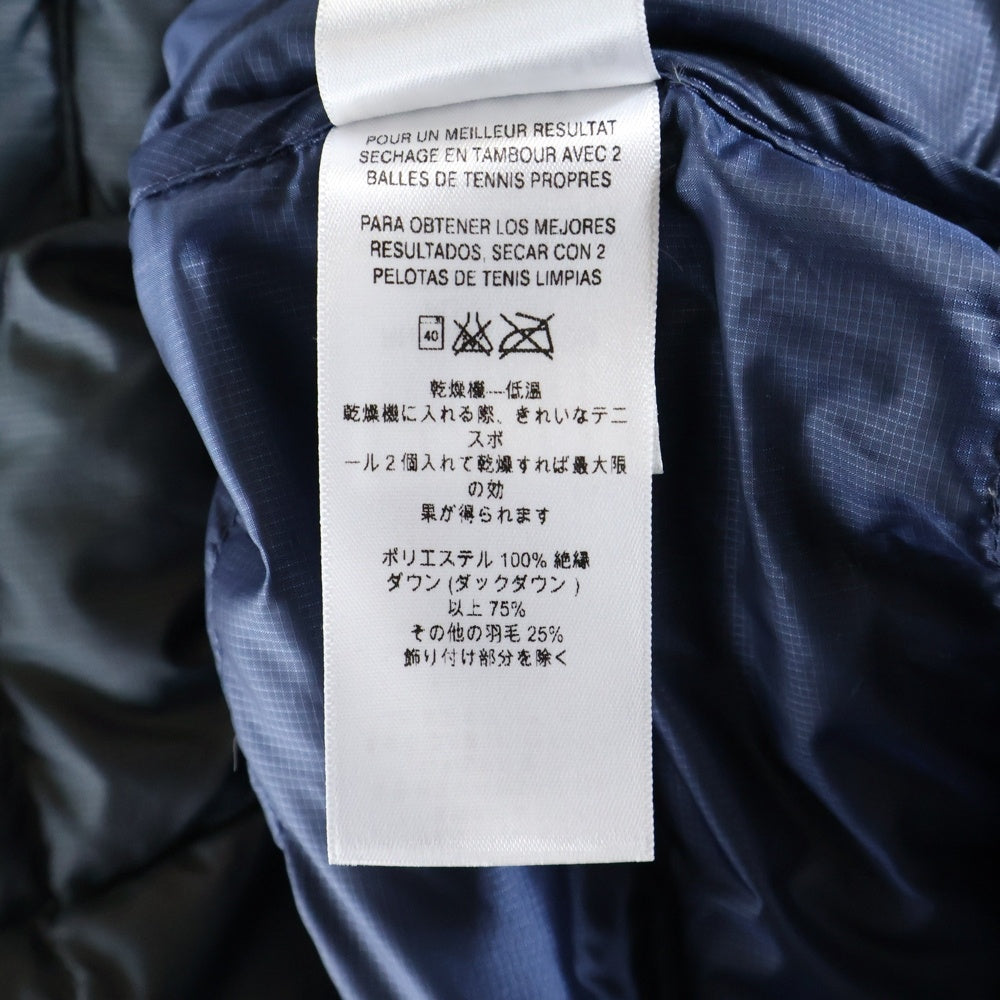 POUR UN MEILLEUR RESULTAT
SECHAGE EN TAMBOUR AVEC 2
BALLES DE TENNIS PROPRES
PARA OBTENER LOS MEJORES
RESULTADOS, SECAR CON 2
PELOTAS DE TENIS LIMPIAS
40
乾燥機---低温
乾燥機に入れる際、きれいなテニ
スボ
ール2個入れて乾燥すれば最大限
の効
果が得られます
ポリエステル 100% 絶縁
ダウン (ダックダウン )
以上 75%
その他の羽毛 25%
飾り付け部分を除く